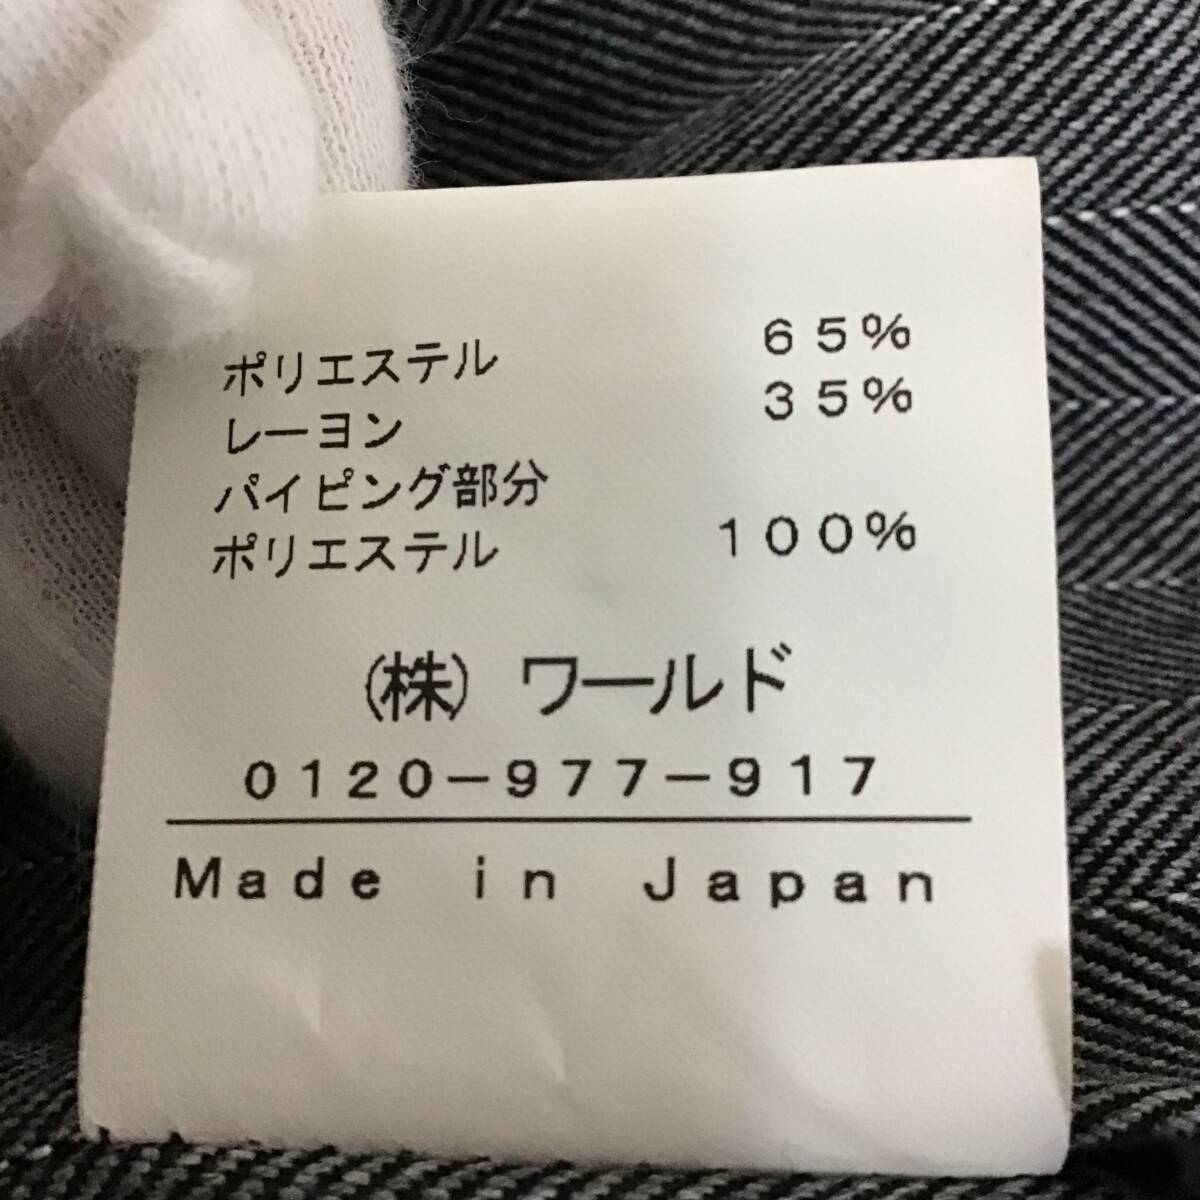 ポリエステル 65%
レーヨン 35%
パイピング部分
ポリエステル 100%
(株) ワールド
0120-977-917
Made in Japan